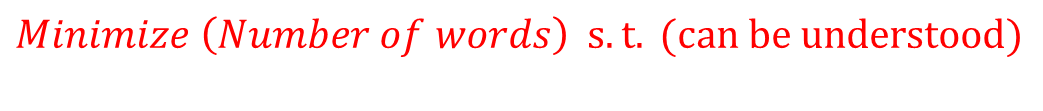 Minimize (Number of words) s.t. (can be understood)